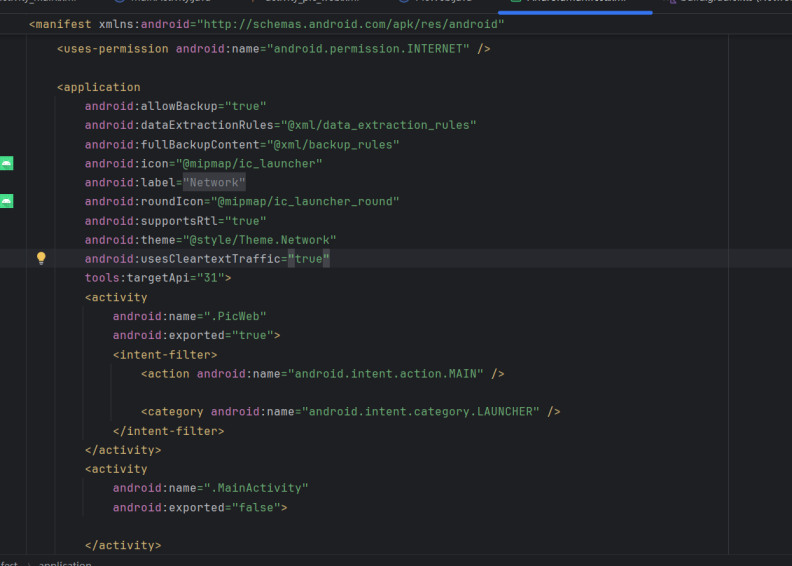 <manifest xmlns:android="http://schemas.android.com/apk/res/android"
<uses-permission android:name="android.permission.INTERNET" />
<application
android:allowBackup="true"
android:dataExtractionRules="@xml/data_extraction_rules"
android:fullBackupContent="@xml/backup_rules"
android:icon="@mipmap/ic_launcher"
android:label="Network"
android:roundIcon="@mipmap/ic_launcher_round"
android:supportsRtl="true"
android:theme="@style/Theme.Network"
android:usesCleartextTraffic="true"
tools:targetApi="31">
<activity
android:name=".PicWeb"
android:exported="true">
<intent-filter>
<action android:name="android.intent.action.MAIN" />
<category android:name="android.intent.category.LAUNCHER" />
</intent-filter>
</activity>
<activity
android:name=".MainActivity"
android:exported="false">
</activity>